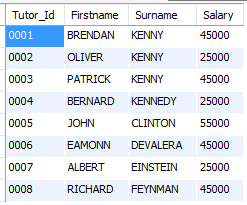 Tutor_Id Firstname Surname Salary
0001 BRENDAN KENNY 45000
0002 OLIVER KENNY 25000
0003 PATRICK KENNY 45000
0004 BERNARD KENNEDY 25000
0005 JOHN CLINTON 55000
0006 EAMONN DEVALERA 45000
0007 ALBERT EINSTEIN 25000
0008 RICHARD FEYNMAN 45000